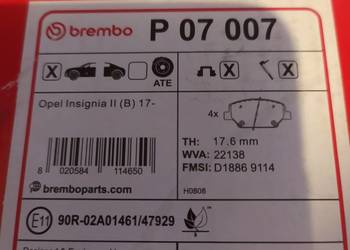 brembo P 07 007
X X X
ATE
Opel Insignia II (B) 17-
4x
TH: 17.6 mm
WVA: 22138
FMSI: D1886 9114
8 020584 114650
H0808
bremboparts.com
E11 90R-02A01461/47929